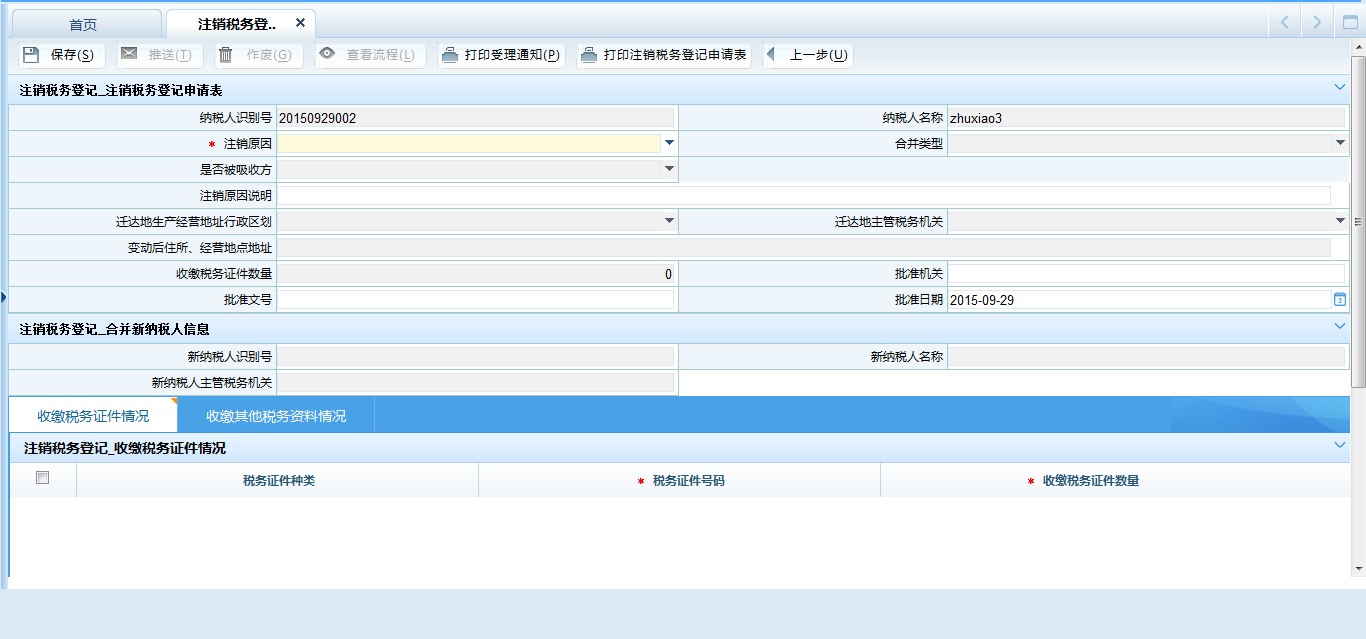 首页 注销税务登..
保存(S) 推送(T) 作废(G) 查看流程(L) 打印受理通知(P) 打印注销税务登记申请表 上一步(U)
注销税务登记_注销税务登记申请表
纳税人识别号 20150929002 纳税人名称 zhuxiao3
* 注销原因 合并类型
是否被吸收方
注销原因说明
迁达地生产经营地址行政区划 迁达地主管税务机关
变动后住所、经营地点地址
收缴税务证件数量 0 批准机关
批准文号 批准日期 2015-09-29
注销税务登记_合并新纳税人信息
新纳税人识别号 新纳税人名称
新纳税人主管税务机关
收缴税务证件情况 收缴其他税务资料情况
注销税务登记_收缴税务证件情况
税务证件种类 * 税务证件号码 * 收缴税务证件数量